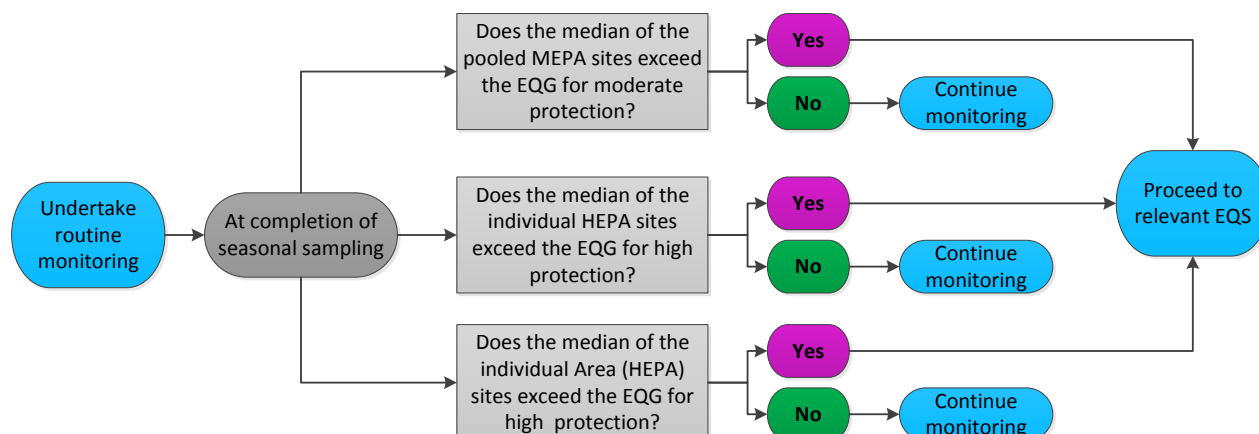 Undertake
routine
monitoring
At completion of
seasonal sampling
Does the median of the
pooled MEPA sites exceed
the EQG for moderate
protection?
Yes
No
Continue
monitoring
Does the median of the
individual HEPA sites
exceed the EQG for high
protection?
Yes
No
Continue
monitoring
Does the median of the
individual Area (HEPA)
sites exceed the EQG for
high  protection?
Yes
No
Continue
monitoring
Proceed to
relevant EQS